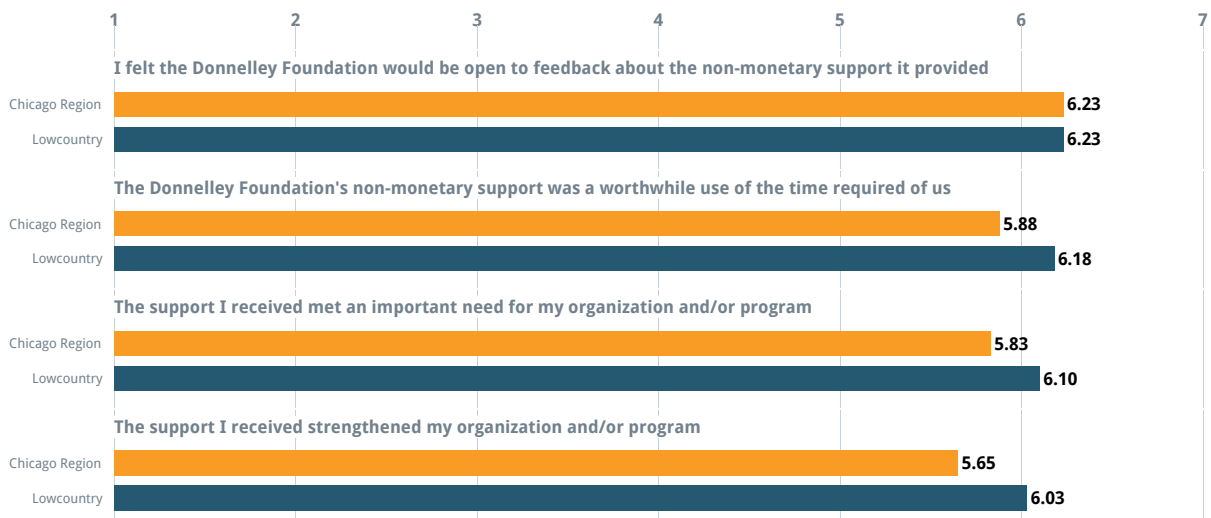 1 2 3 4 5 6 7
I felt the Donnelley Foundation would be open to feedback about the non-monetary support it provided
Chicago Region 6.23
Lowcountry 6.23
The Donnelley Foundation's non-monetary support was a worthwhile use of the time required of us
Chicago Region 5.88
Lowcountry 6.18
The support I received met an important need for my organization and/or program
Chicago Region 5.83
Lowcountry 6.10
The support I received strengthened my organization and/or program
Chicago Region 5.65
Lowcountry 6.03